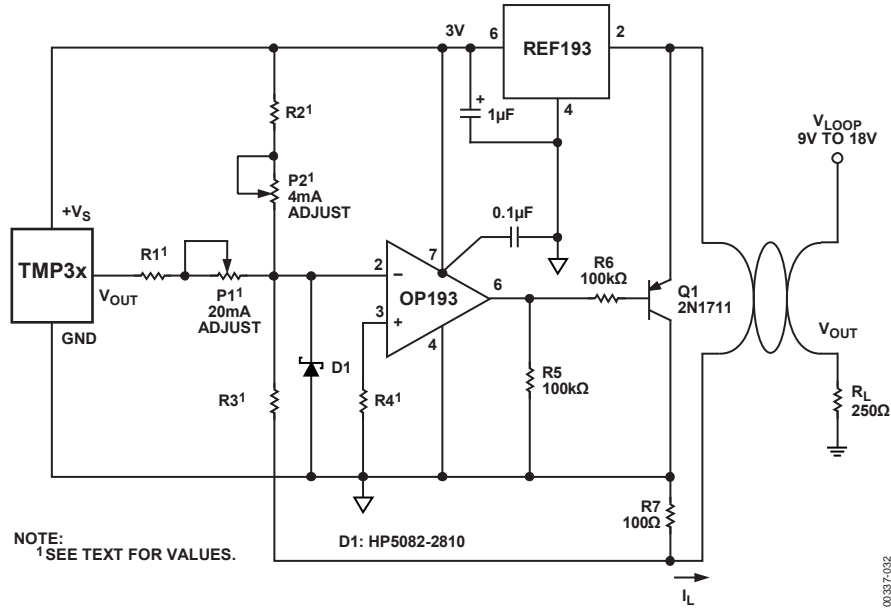 3V
6
REF193
2
R2¹
1µF
+
4
V_LOOP
9V TO 18V
P2¹
4mA
ADJUST
+V_S
0.1µF
TMP3x
R1¹
2
−
7
R6
100kΩ
V_OUT
P1¹
20mA
ADJUST
OP193
6
Q1
2N1711
3
+
GND
4
V_OUT
D1
R5
100kΩ
R_L
250Ω
R3¹
R4¹
R7
100Ω
NOTE:
¹SEE TEXT FOR VALUES.
D1: HP5082-2810
I_L
00337-032